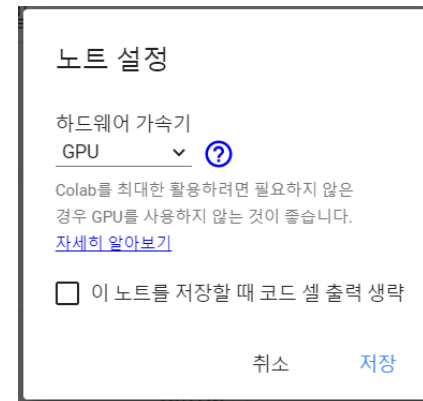 노트 설정
하드웨어 가속기
GPU
Colab를 최대한 활용하려면 필요하지 않은
경우 GPU를 사용하지 않는 것이 좋습니다.
자세히 알아보기
이 노트를 저장할 때 코드 셀 출력 생략
취소 저장